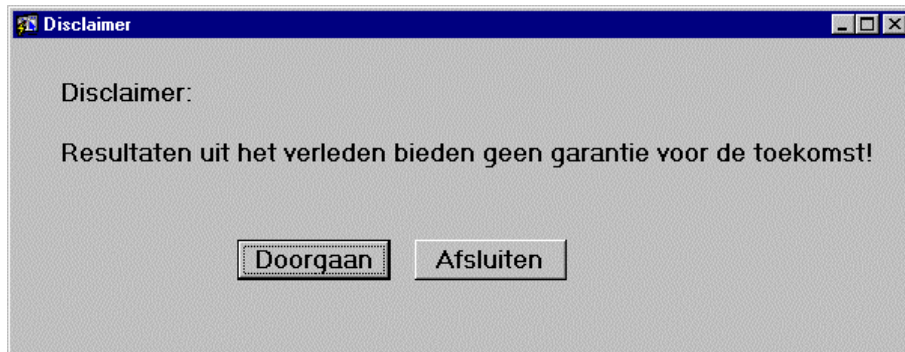 Disclaimer
Disclaimer:
Resultaten uit het verleden bieden geen garantie voor de toekomst!
Doorgaan Afsluiten